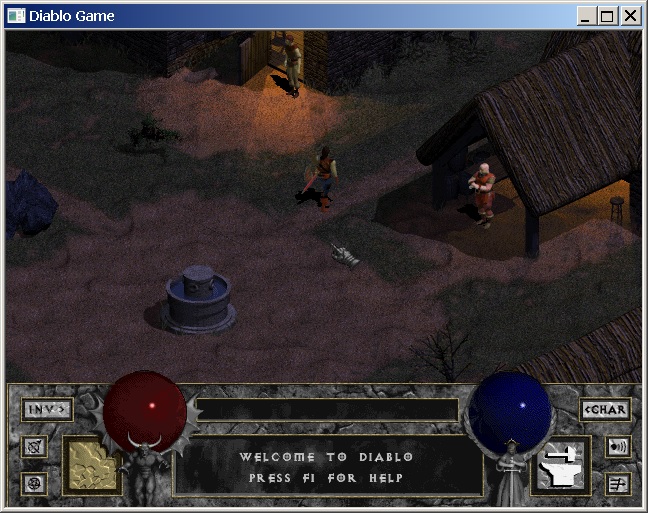 Diablo Game
INV >
<CHAR
WELCOME TO DIABLO
PRESS F1 FOR HELP